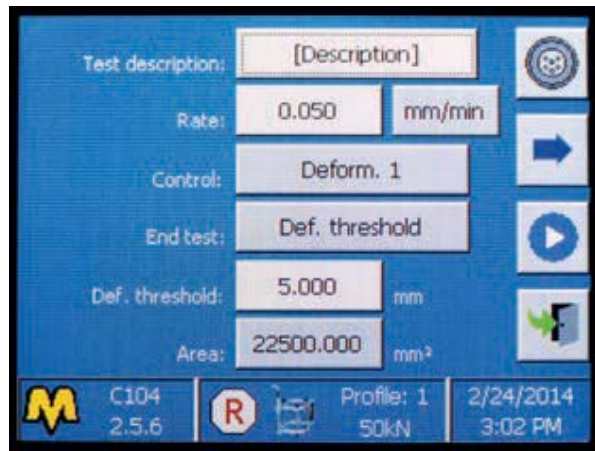 Test description: [Description]
Rate: 0.050 mm/min
Control: Deform. 1
End test: Def. threshold
Def. threshold: 5.000 mm
Area: 22500.000 mm²
C104 R Profile: 1 2/24/2014
2.5.6 50kN 3:02 PM